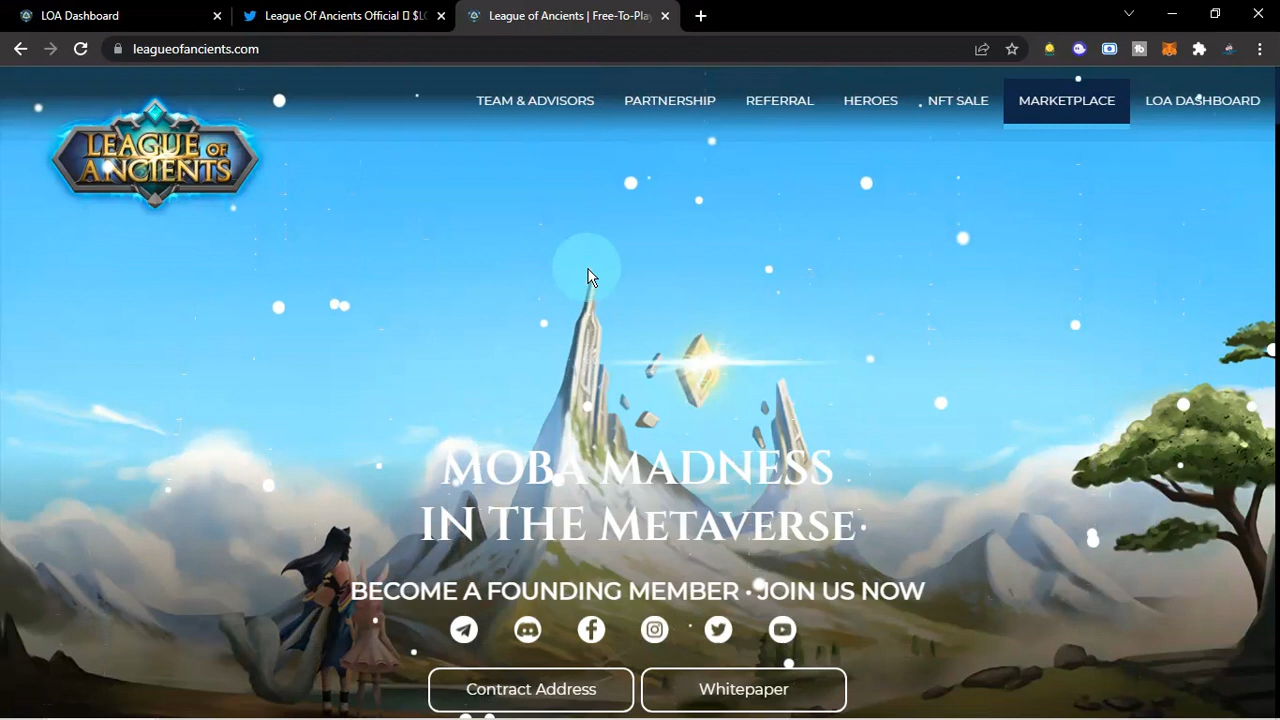 LOA Dashboard
League Of Ancients Official
League of Ancients | Free-To-Play
leagueofancients.com
TEAM & ADVISORS PARTNERSHIP REFERRAL HEROES NFT SALE MARKETPLACE LOA DASHBOARD
LEAGUE OF
ANCIENTS
MOBA MADNESS
IN THE METAVERSE
BECOME A FOUNDING MEMBER · JOIN US NOW
Contract Address Whitepaper